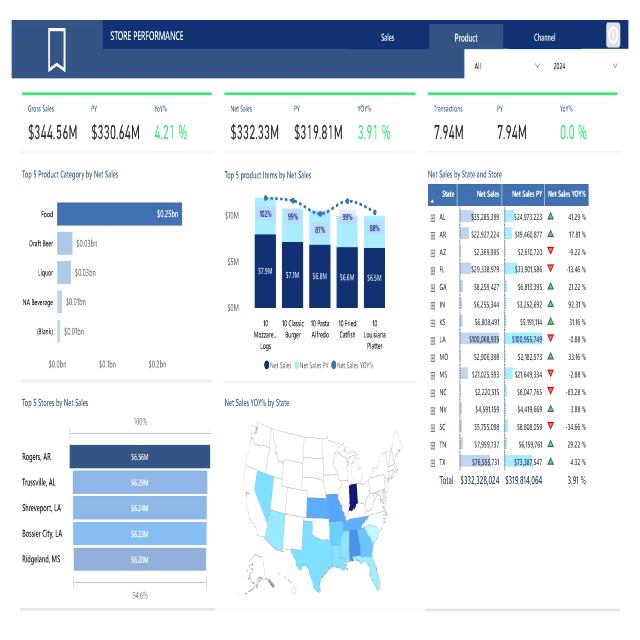 STORE PERFORMANCE
Sales
Product
Channel
All
2024
Gross Sales PY YoY%
$344.56M $330.64M 4.21 %
Net Sales PY YOY%
$332.33M $319.81M 3.91 %
Transactions PY YoY%
7.94M 7.94M 0.0 %
Top 5 Product Category by Net Sales
Food $0.25bn
Draft Beer $0.03bn
Liquor $0.03bn
NA Beverage $0.01bn
(Blank) $0.01bn
$0.0bn $0.1bn $0.2bn
Top 5 product Items by Net Sales
$10M
$5M
$0M
102% 99% 87% 99% 88%
$7.9M $7.1M $6.8M $6.6M $6.5M
10 Mozzare... Logs
10 Classic Burger
10 Pasta Alfredo
10 Fried Catfish
10 Louisiana Platter
Net Sales Net Sales PY Net Sales YOY%
Net Sales by State and Store
State Net Sales Net Sales PY Net Sales YOY%
AL $35,285,399 $24,973,223 41.29 %
AR $22,927,224 $19,460,877 17.81 %
AZ $2,369,995 $2,610,720 -9.22 %
FL $29,338,979 $33,901,586 -13.46 %
GA $8,259,427 $6,813,395 21.22 %
IN $6,255,344 $3,252,692 92.31 %
KS $6,808,491 $5,191,114 31.16 %
LA $100,068,935 $100,955,749 -0.88 %
MO $2,906,398 $2,182,573 33.16 %
MS $21,025,593 $21,649,334 -2.88 %
NC $2,220,515 $6,047,765 -63.28 %
NV $4,591,159 $4,419,669 3.88 %
SC $5,755,098 $8,808,059 -34.66 %
TN $7,959,737 $6,159,761 29.22 %
TX $76,555,731 $73,387,547 4.32 %
Total $332,328,024 $319,814,064 3.91 %
Top 5 Stores by Net Sales
100%
Rogers, AR $6.56M
Trussville, AL $6.29M
Shreveport, LA $6.24M
Bossier City, LA $6.23M
Ridgeland, MS $6.20M
94.6%
Net Sales YOY% by State